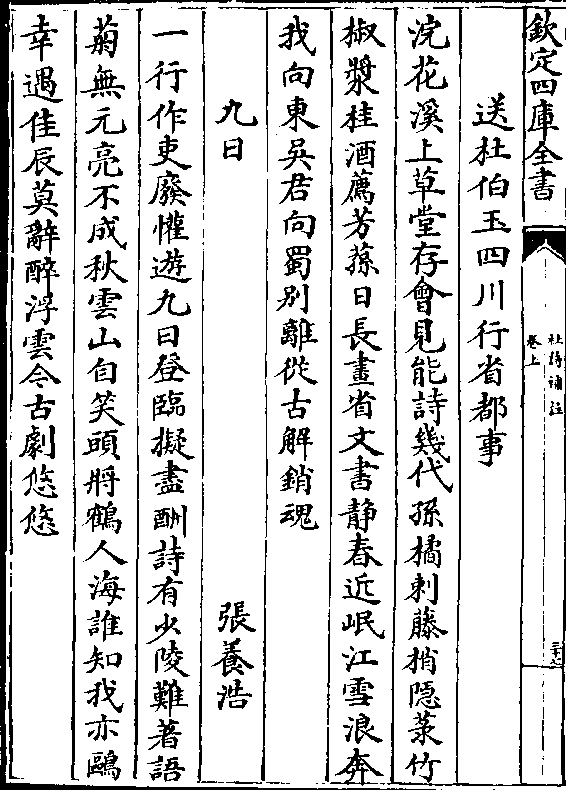 欽定四庫全書
卷上
送杜伯玉四川行省都事
浣花溪上草堂存會見能詩幾代孫橘刺藤梢隠菉竹
椒漿桂酒薦芳蓀日長畫省文書靜春近岷江雪浪奔
我向東吳君向蜀别離從古解銷魂
九日 張養浩
一行作吏廢懽遊九日登臨擬盡酬詩有少陵難著語
菊無元亮不成秋雲山自笑頭將鶴人海誰知我亦鷗
幸遇佳辰莫辭醉浮雲今古劇悠悠